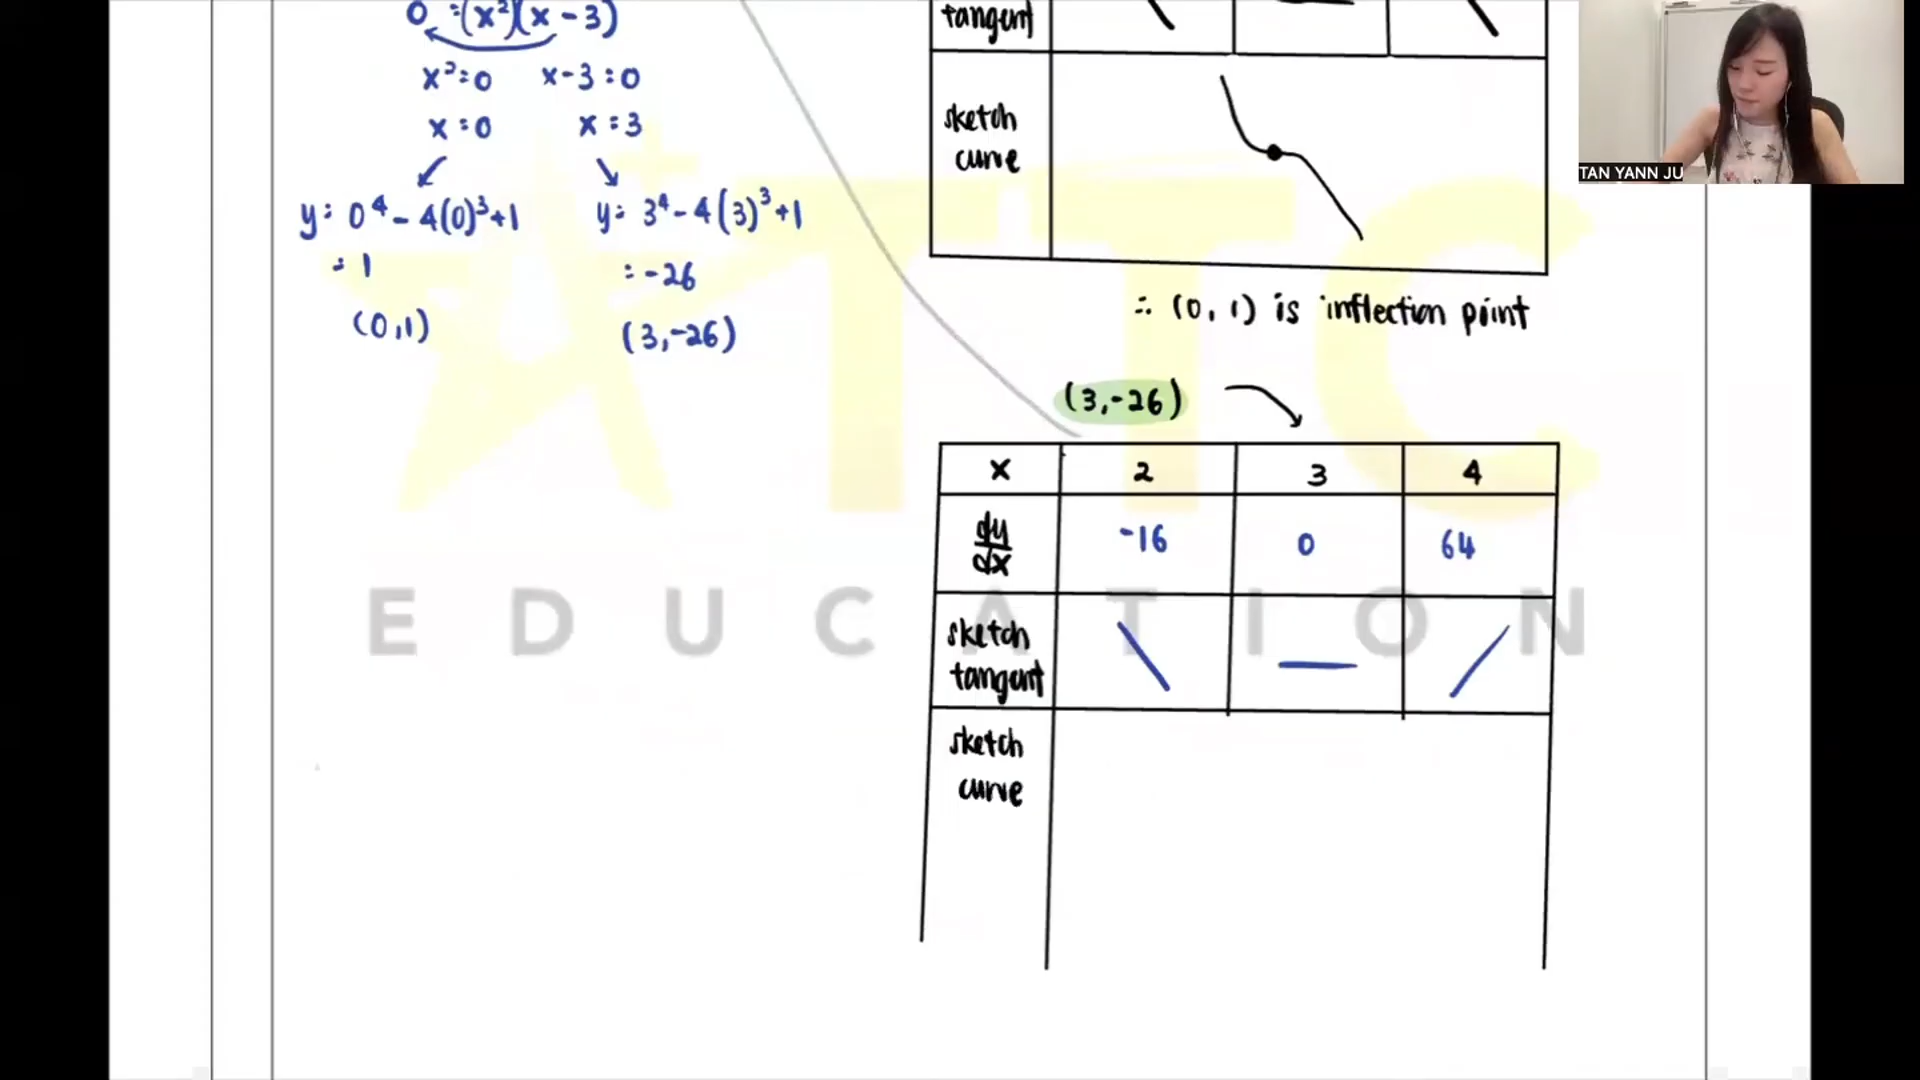 0 =(x²)(x - 3)
x²=0 x-3=0
x=0 x=3
y= 0⁴ - 4(0)³+1 y= 3⁴ - 4(3)³+1
= 1 = -26
(0,1) (3,-26)
tangent
sketch
curve
∴ (0, 1) is inflection point
(3,-26)
x 2 3 4
dy/dx -16 0 64
sketch
tangent
sketch
curve
TTC
EDUCATION
TAN YANN JU